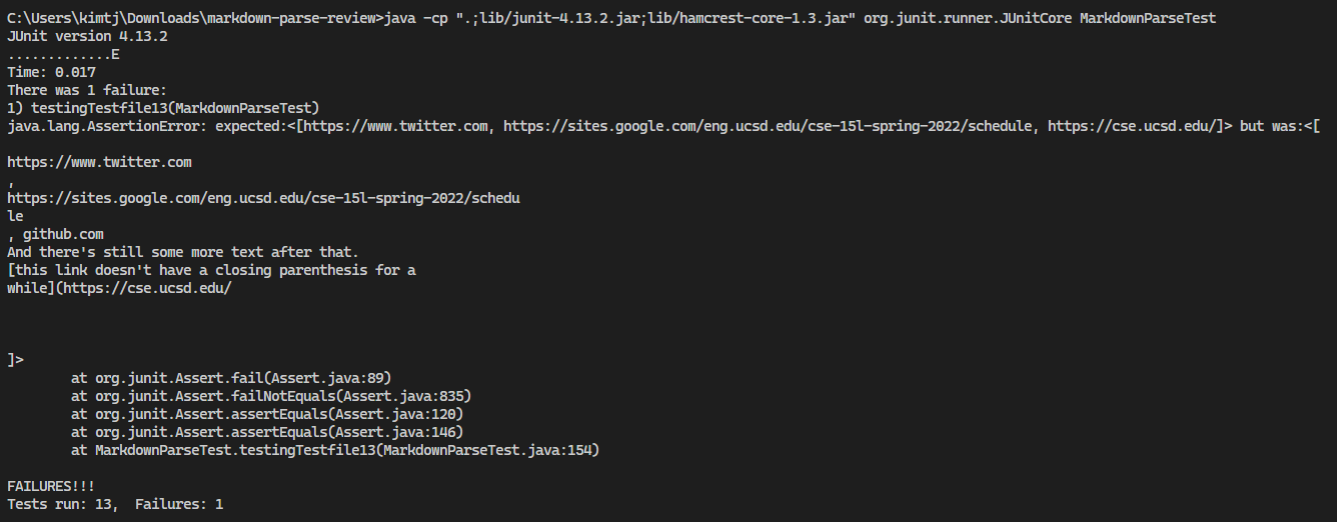 C:\Users\kimtj\Downloads\markdown-parse-review>java -cp ".;lib/junit-4.13.2.jar;lib/hamcrest-core-1.3.jar" org.junit.runner.JUnitCore MarkdownParseTest
JUnit version 4.13.2
.............E
Time: 0.017
There was 1 failure:
1) testingTestfile13(MarkdownParseTest)
java.lang.AssertionError: expected:<[https://www.twitter.com, https://sites.google.com/eng.ucsd.edu/cse-15l-spring-2022/schedule, https://cse.ucsd.edu/]> but was:<[
https://www.twitter.com
,
https://sites.google.com/eng.ucsd.edu/cse-15l-spring-2022/schedu
le
, github.com
And there's still some more text after that.
[this link doesn't have a closing parenthesis for a
while](https://cse.ucsd.edu/
]>
at org.junit.Assert.fail(Assert.java:89)
at org.junit.Assert.failNotEquals(Assert.java:835)
at org.junit.Assert.assertEquals(Assert.java:120)
at org.junit.Assert.assertEquals(Assert.java:146)
at MarkdownParseTest.testingTestfile13(MarkdownParseTest.java:154)
FAILURES!!!
Tests run: 13,  Failures: 1